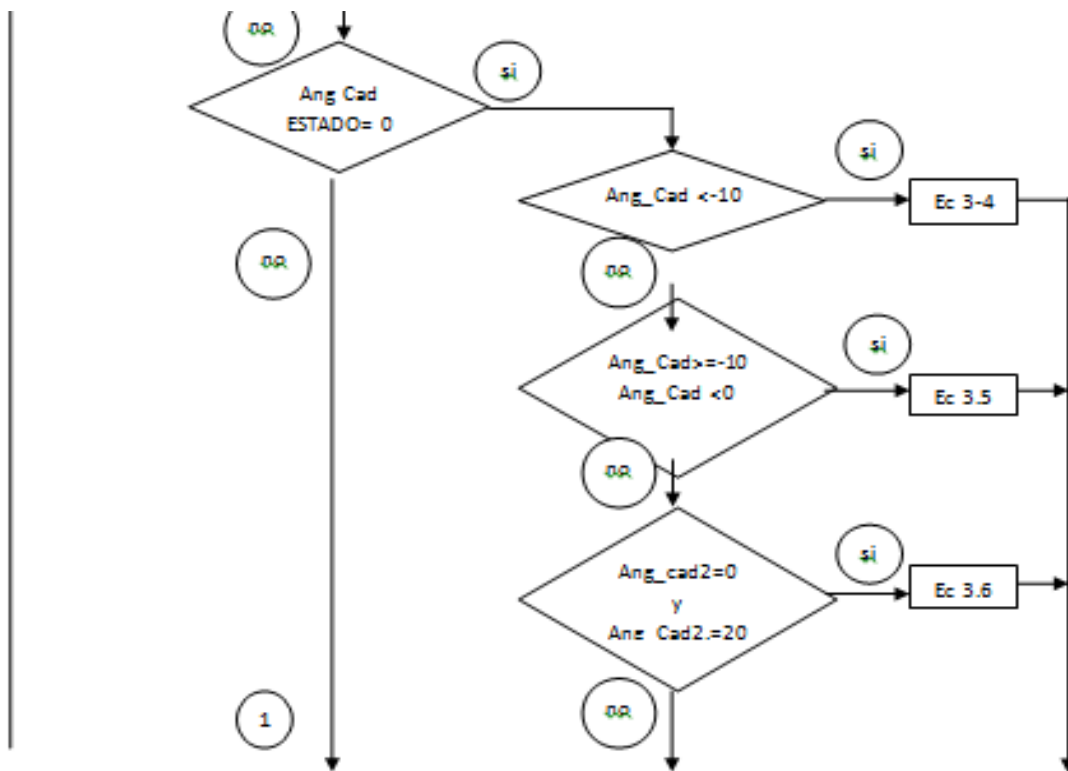 no
si
Ang Cad
ESTADO= 0
si
Ang_Cad <-10
Ec 3-4
no
no
si
Ang_Cad>=-10
Ang_Cad <0
Ec 3.5
no
si
Ang_cad2=0
y
Ang Cad2.=20
Ec 3.6
no
1